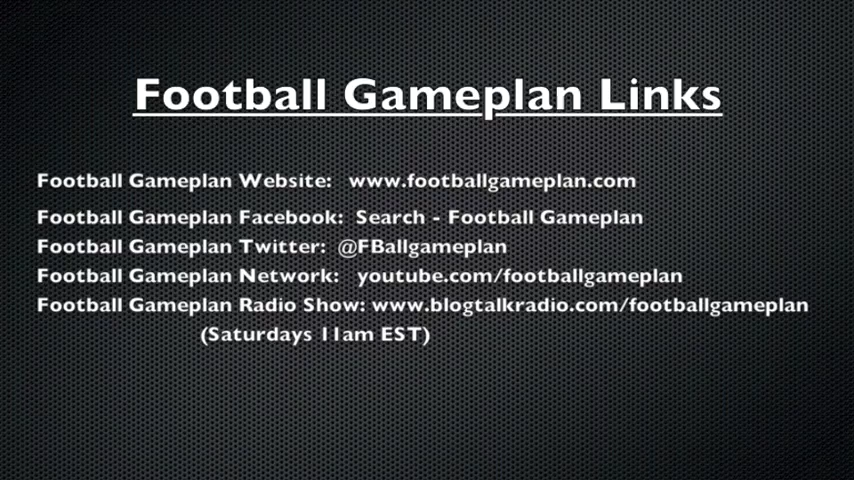 Football Gameplan Links
Football Gameplan Website: www.footballgameplan.com
Football Gameplan Facebook: Search - Football Gameplan
Football Gameplan Twitter: @FBallgameplan
Football Gameplan Network: youtube.com/footballgameplan
Football Gameplan Radio Show: www.blogtalkradio.com/footballgameplan
(Saturdays 11am EST)